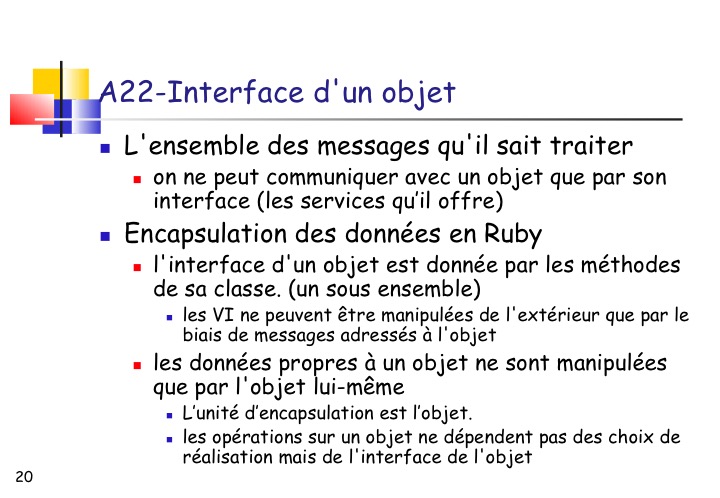 A22-Interface d'un objet
L'ensemble des messages qu'il sait traiter
on ne peut communiquer avec un objet que par son
interface (les services qu’il offre)
Encapsulation des données en Ruby
l'interface d'un objet est donnée par les méthodes
de sa classe. (un sous ensemble)
les VI ne peuvent être manipulées de l'extérieur que par le
biais de messages adressés à l'objet
les données propres à un objet ne sont manipulées
que par l'objet lui-même
L’unité d’encapsulation est l’objet.
les opérations sur un objet ne dépendent pas des choix de
réalisation mais de l'interface de l'objet
20